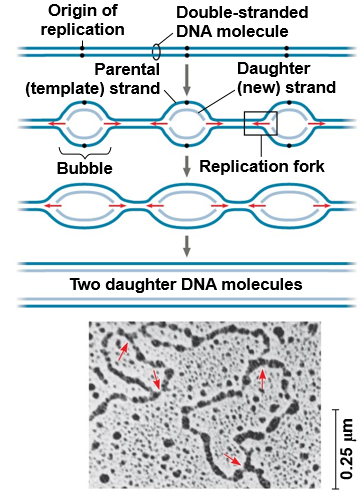 Origin of
replication
Double-stranded
DNA molecule
Parental
(template) strand
Daughter
(new) strand
Bubble
Replication fork
Two daughter DNA molecules
0.25 µm